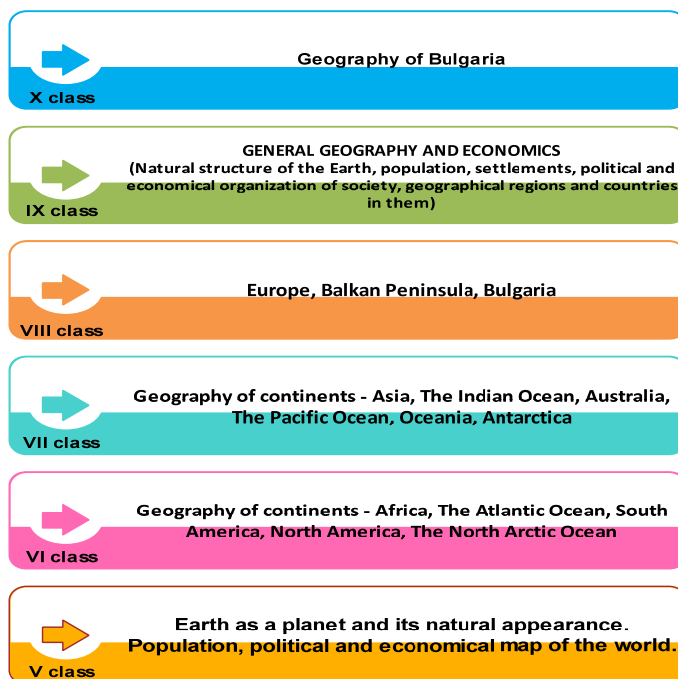 Geography of Bulgaria
X class
GENERAL GEOGRAPHY AND ECONOMICS
(Natural structure of the Earth, population, settlements, political and
economical organization of society, geographical regions and countries
in them)
IX class
Europe, Balkan Peninsula, Bulgaria
VIII class
Geography of continents - Asia, The Indian Ocean, Australia,
The Pacific Ocean, Oceania, Antarctica
VII class
Geography of continents - Africa, The Atlantic Ocean, South
America, North America, The North Arctic Ocean
VI class
Earth as a planet and its natural appearance.
Population, political and economical map of the world.
V class